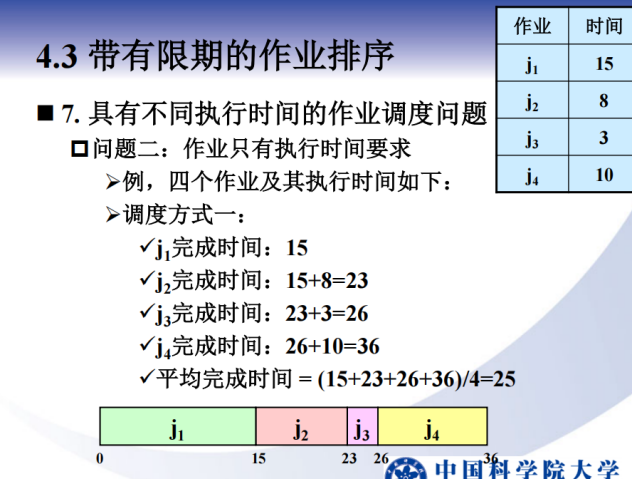 4.3 带有限期的作业排序
作业 时间
j₁ 15
j₂ 8
j₃ 3
j₄ 10
7. 具有不同执行时间的作业调度问题
问题二：作业只有执行时间要求
例，四个作业及其执行时间如下：
调度方式一：
j₁完成时间：15
j₂完成时间：15+8=23
j₃完成时间：23+3=26
j₄完成时间：26+10=36
平均完成时间 = (15+23+26+36)/4=25
j₁ j₂ j₃ j₄
0 15 23 26 36
中国科学院大学